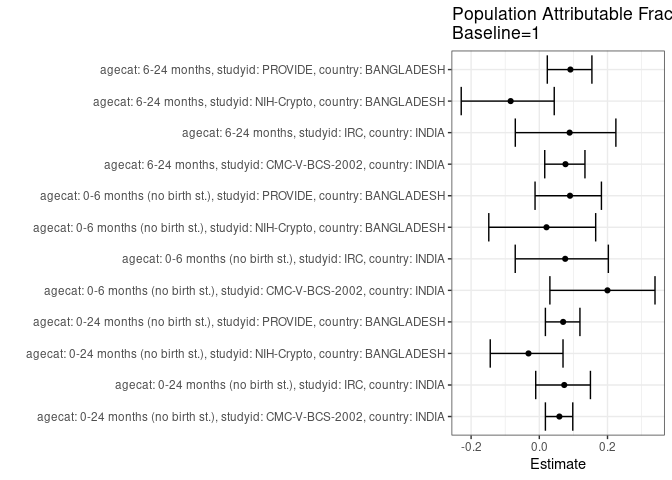 Population Attributable Frac
Baseline=1
agecat: 6-24 months, studyid: PROVIDE, country: BANGLADESH
agecat: 6-24 months, studyid: NIH-Crypto, country: BANGLADESH
agecat: 6-24 months, studyid: IRC, country: INDIA
agecat: 6-24 months, studyid: CMC-V-BCS-2002, country: INDIA
agecat: 0-6 months (no birth st.), studyid: PROVIDE, country: BANGLADESH
agecat: 0-6 months (no birth st.), studyid: NIH-Crypto, country: BANGLADESH
agecat: 0-6 months (no birth st.), studyid: IRC, country: INDIA
agecat: 0-6 months (no birth st.), studyid: CMC-V-BCS-2002, country: INDIA
agecat: 0-24 months (no birth st.), studyid: PROVIDE, country: BANGLADESH
agecat: 0-24 months (no birth st.), studyid: NIH-Crypto, country: BANGLADESH
agecat: 0-24 months (no birth st.), studyid: IRC, country: INDIA
agecat: 0-24 months (no birth st.), studyid: CMC-V-BCS-2002, country: INDIA
-0.2 0.0 0.2
Estimate